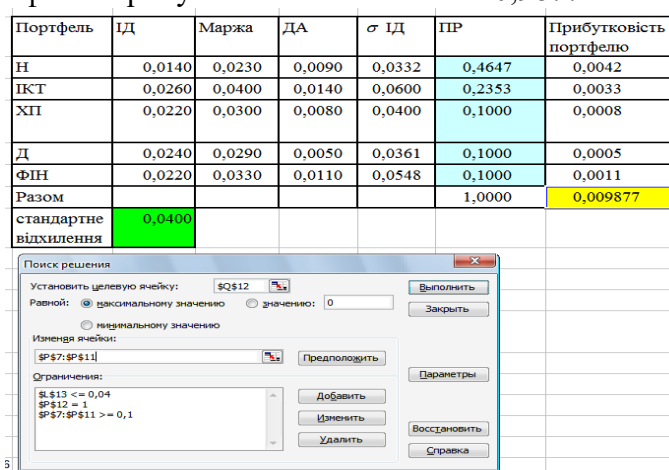 Портфель ІД Маржа ДА σ ІД ПР Прибутковість портфелю
Н 0,0140 0,0230 0,0090 0,0332 0,4647 0,0042
ІКТ 0,0260 0,0400 0,0140 0,0600 0,2353 0,0033
ХП 0,0220 0,0300 0,0080 0,0400 0,1000 0,0008
Д 0,0240 0,0290 0,0050 0,0361 0,1000 0,0005
ФІН 0,0220 0,0330 0,0110 0,0548 0,1000 0,0011
Разом 1,0000 0,009877
стандартне відхилення 0,0400
Поиск решения
Установить целевую ячейку: $Q$12 Выполнить
Равной: максимальному значению значению: 0 Закрыть
минимальному значению
Изменяя ячейки:
$P$7:$P$11 Предположить
Ограничения: Параметры
$L$13 <= 0,04 Добавить
$P$12 = 1
$P$7:$P$11 >= 0,1 Изменить
Восстановить
Удалить
Справка